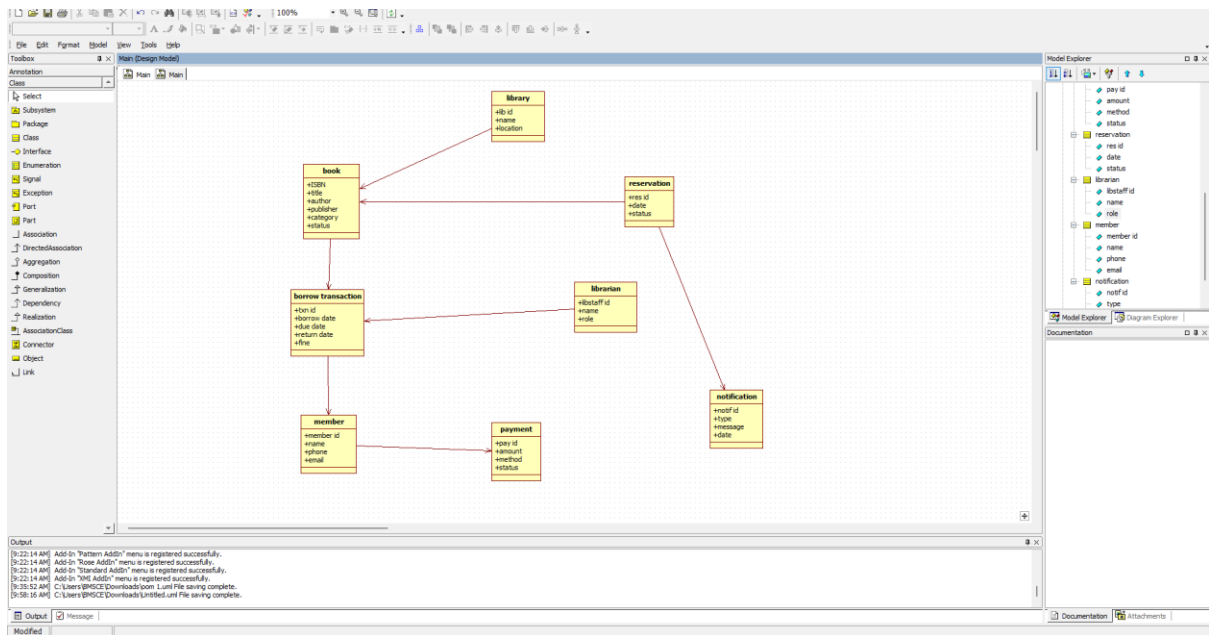 100%
File Edit Format Model View Tools Help
Toolbox
Annotation
Class
Select
Subsystem
Package
Class
Interface
Enumeration
Signal
Exception
Port
Part
Association
DirectedAssociation
Aggregation
Composition
Generalization
Dependency
Realization
AssociationClass
Connector
Object
Link
Main (Design Model)
Main Main
library
+lib id
+name
+location
book
+ISBN
+title
+author
+publisher
+category
+status
reservation
+res id
+date
+status
borrow transaction
+txn id
+borrow date
+due date
+return date
+fine
librarian
+libstaff id
+name
+role
member
+member id
+name
+phone
+email
payment
+pay id
+amount
+method
+status
notification
+notif id
+type
+message
+date
Model Explorer
pay id
amount
method
status
reservation
res id
date
status
librarian
libstaff id
name
role
member
member id
name
phone
email
notification
notif id
type
Model Explorer Diagram Explorer
Documentation
Documentation Attachments
Output
[9:22:14 AM] Add-In "Pattern AddIn" menu is registered successfully.
[9:22:14 AM] Add-In "Rose AddIn" menu is registered successfully.
[9:22:14 AM] Add-In "Standard AddIn" menu is registered successfully.
[9:22:14 AM] Add-In "XMI AddIn" menu is registered successfully.
[9:35:52 AM] C:\Users\BMSCE\Downloads\pom 1.uml File saving complete.
[9:58:16 AM] C:\Users\BMSCE\Downloads\Untitled.uml File saving complete.
Output Message
Modified